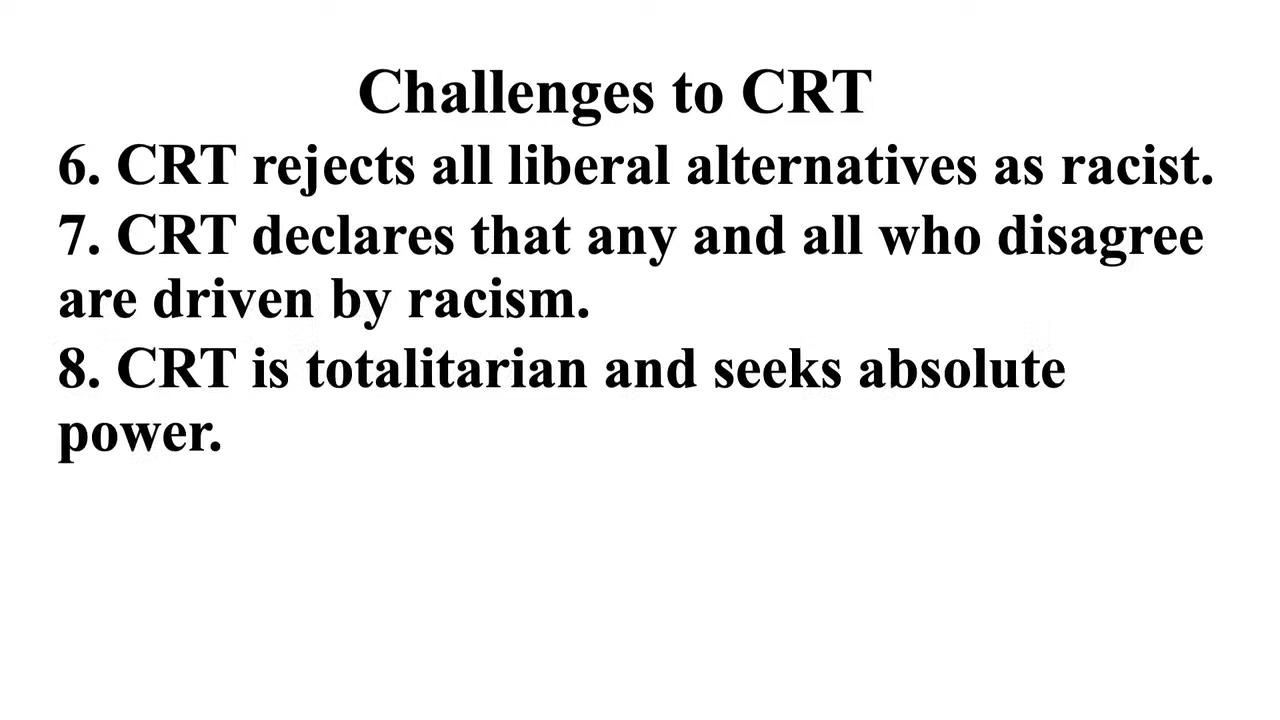 Challenges to CRT
6. CRT rejects all liberal alternatives as racist.
7. CRT declares that any and all who disagree
are driven by racism.
8. CRT is totalitarian and seeks absolute
power.